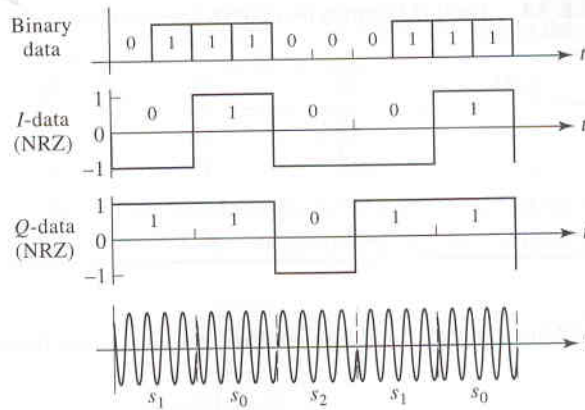 Binary
data
0 1 1 1 0 0 0 1 1 1 t
I-data
(NRZ)
1
0
−1
0 1 0 0 1 t
Q-data
(NRZ)
1
0
−1
1 1 0 1 1 t
t
s1 s0 s2 s1 s0